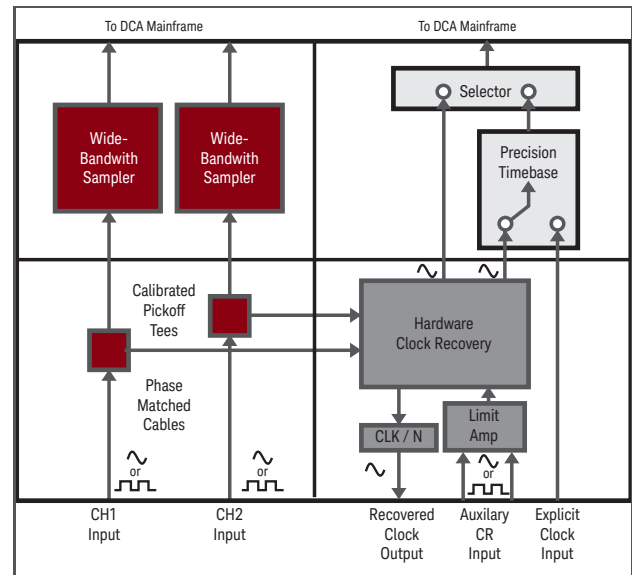 To DCA Mainframe
To DCA Mainframe
Selector
Wide-
Bandwith
Sampler
Wide-
Bandwith
Sampler
Precision
Timebase
Calibrated
Pickoff
Tees
Hardware
Clock Recovery
Phase
Matched
Cables
CLK / N
Limit
Amp
or
or
or
CH1
Input
CH2
Input
Recovered
Clock
Output
Auxilary
CR
Input
Explicit
Clock
Input